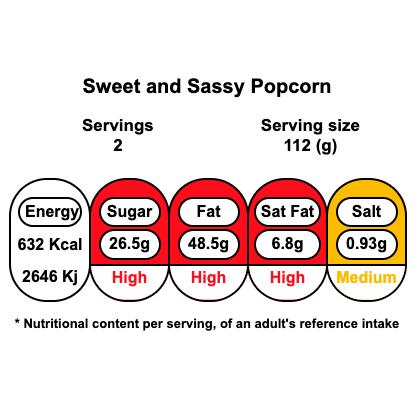 Sweet and Sassy Popcorn
Servings
2
Serving size
112 (g)
Energy
632 Kcal
2646 Kj
Sugar
26.5g
High
Fat
48.5g
High
Sat Fat
6.8g
High
Salt
0.93g
Medium
* Nutritional content per serving, of an adult's reference intake